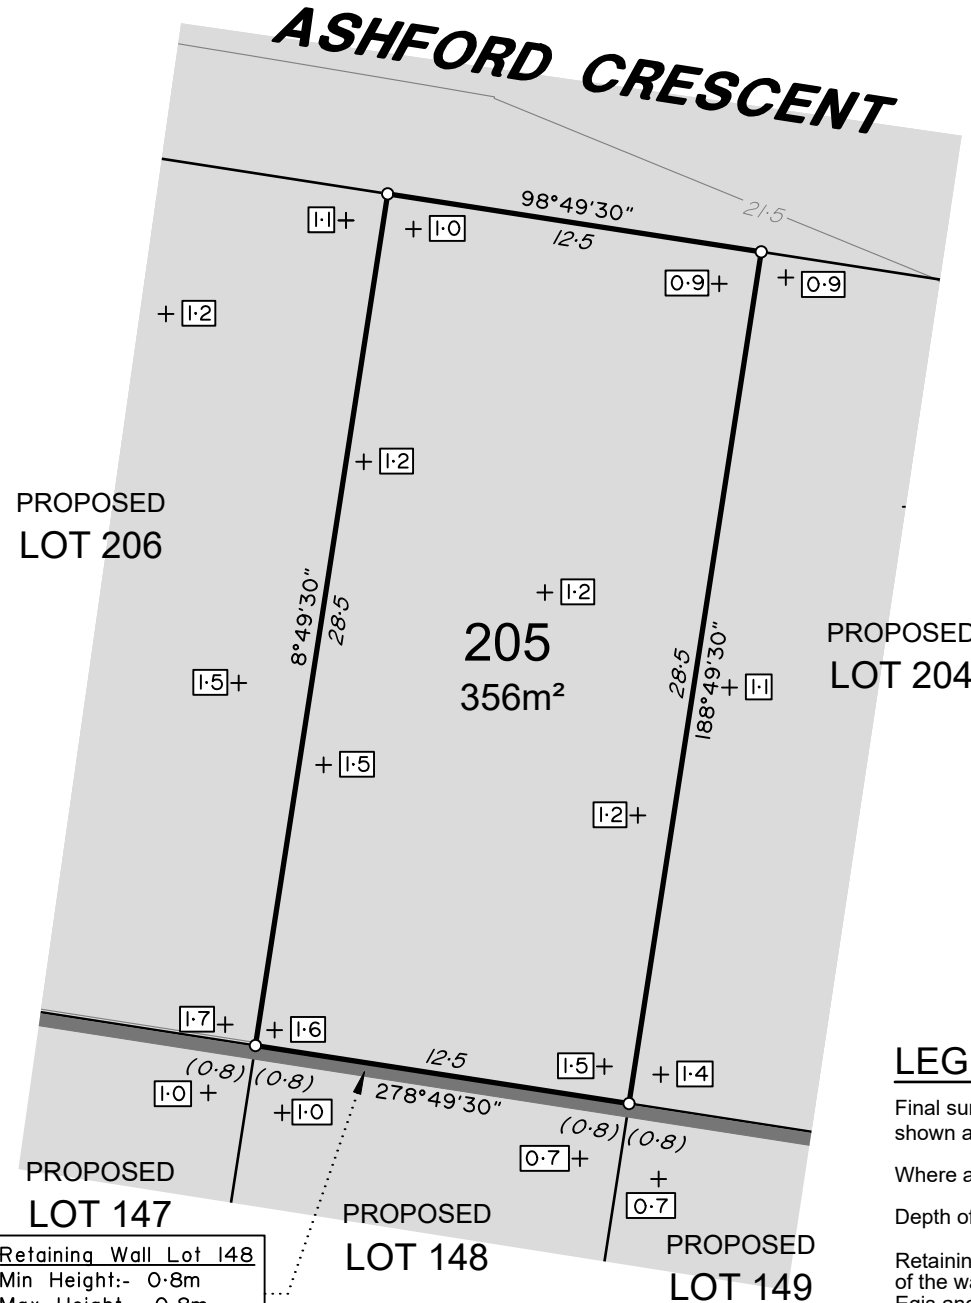 ASHFORD CRESCENT
98°49'30"
12·5
21·5
1·1
1·0
0·9
0·9
1·2
1·2
PROPOSED
LOT 206
8°49'30"
28·5
1·2
205
356m²
PROPOSED
LOT 204
28·5
188°49'30"
1·5
1·1
1·5
1·2
1·7
1·6
12·5
1·5
1·4
(0·8) (0·8)
278°49'30"
1·0
1·0
(0·8) (0·8)
0·7
0·7
PROPOSED
LOT 147
PROPOSED
LOT 148
PROPOSED
LOT 149
Retaining Wall Lot 148
Min Height:- 0·8m
LEG
Final sur
shown a
Where a
Depth of
Retaining
of the wa